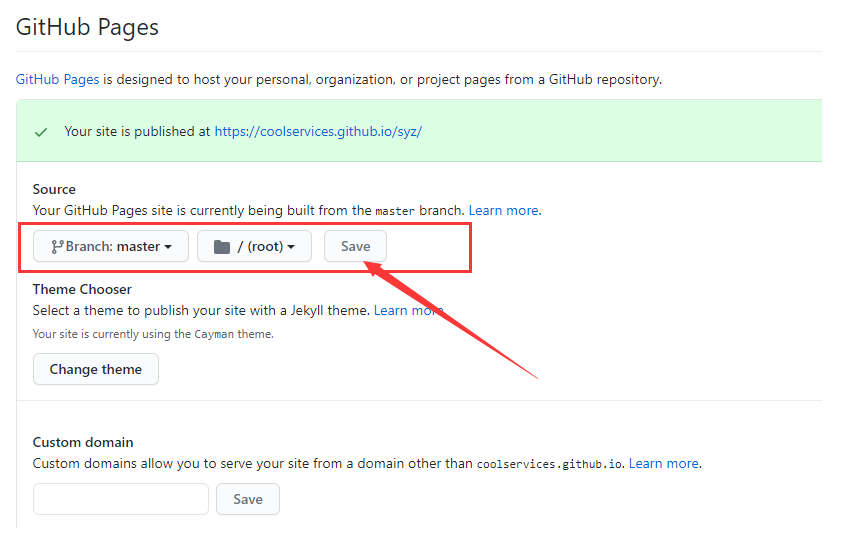 GitHub Pages
GitHub Pages is designed to host your personal, organization, or project pages from a GitHub repository.
Your site is published at https://coolservices.github.io/syz/
Source
Your GitHub Pages site is currently being built from the master branch. Learn more.
Branch: master / (root) Save
Theme Chooser
Select a theme to publish your site with a Jekyll theme. Learn more.
Your site is currently using the Cayman theme.
Change theme
Custom domain
Custom domains allow you to serve your site from a domain other than coolservices.github.io. Learn more.
Save